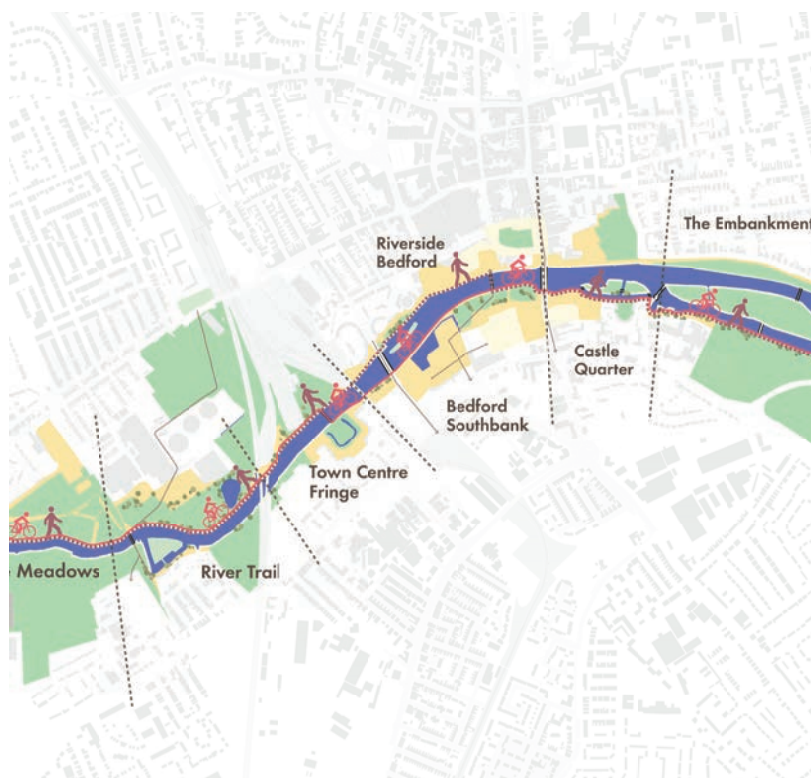 The Embankment
Riverside
Bedford
Castle
Quarter
Bedford
Southbank
Town Centre
Fringe
Meadows
River Trail